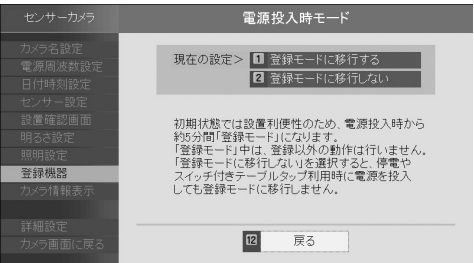 センサーカメラ
電源投入時モード
カメラ名設定
電源周波数設定
日付時刻設定
センサー設定
設置確認画面
明るさ設定
照明設定
登録機器
カメラ情報表示
詳細設定
カメラ画面に戻る
現在の設定＞ 1 登録モードに移行する
2 登録モードに移行しない
初期状態では設置利便性のため、電源投入時から
約5分間「登録モード」になります。
「登録モード」中は、登録以外の動作は行いません。
「登録モードに移行しない」を選択すると、停電や
スイッチ付きテーブルタップ利用時に電源を投入
しても登録モードに移行しません。
12 戻る